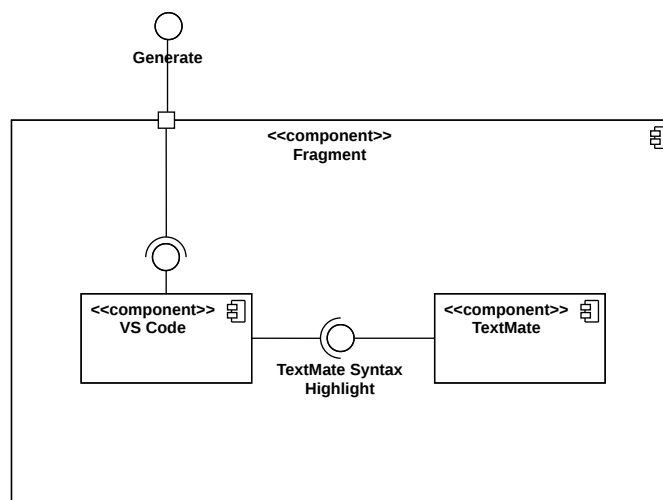 Generate
<<component>>
Fragment
<<component>>
VS Code
<<component>>
TextMate
TextMate Syntax
Highlight